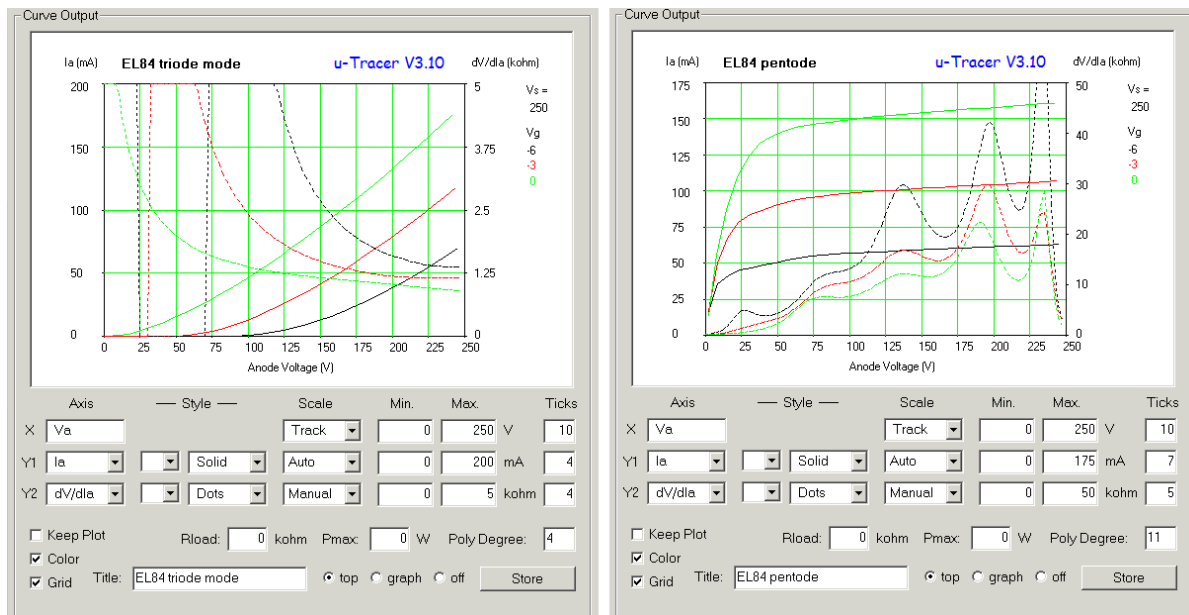 Curve Output
Ia (mA) EL84 triode mode u-Tracer V3.10 dV/dIa (kohm)
200 5 Vs =
250
150 3.75 Vg
-6
-3
100 2.5 0
50 1.25
0 0
0 25 50 75 100 125 150 175 200 225 250
Anode Voltage (V)
Axis — Style — Scale Min. Max. Ticks
X Va Track 0 250 V 10
Y1 Ia Solid Auto 0 200 mA 4
Y2 dV/dIa Dots Manual 0 5 kohm 4
Keep Plot Rload: 0 kohm Pmax: 0 W Poly Degree: 4
Color
Grid Title: EL84 triode mode top graph off Store
Curve Output
Ia (mA) EL84 pentode u-Tracer V3.10 dV/dIa (kohm)
175 50 Vs =
250
150
125 40 Vg
-6
100 30 -3
0
75 20
50
25 10
0 0
0 25 50 75 100 125 150 175 200 225 250
Anode Voltage (V)
Axis — Style — Scale Min. Max. Ticks
X Va Track 0 250 V 10
Y1 Ia Solid Auto 0 175 mA 7
Y2 dV/dIa Dots Manual 0 50 kohm 5
Keep Plot Rload: 0 kohm Pmax: 0 W Poly Degree: 11
Color
Grid Title: EL84 pentode top graph off Store